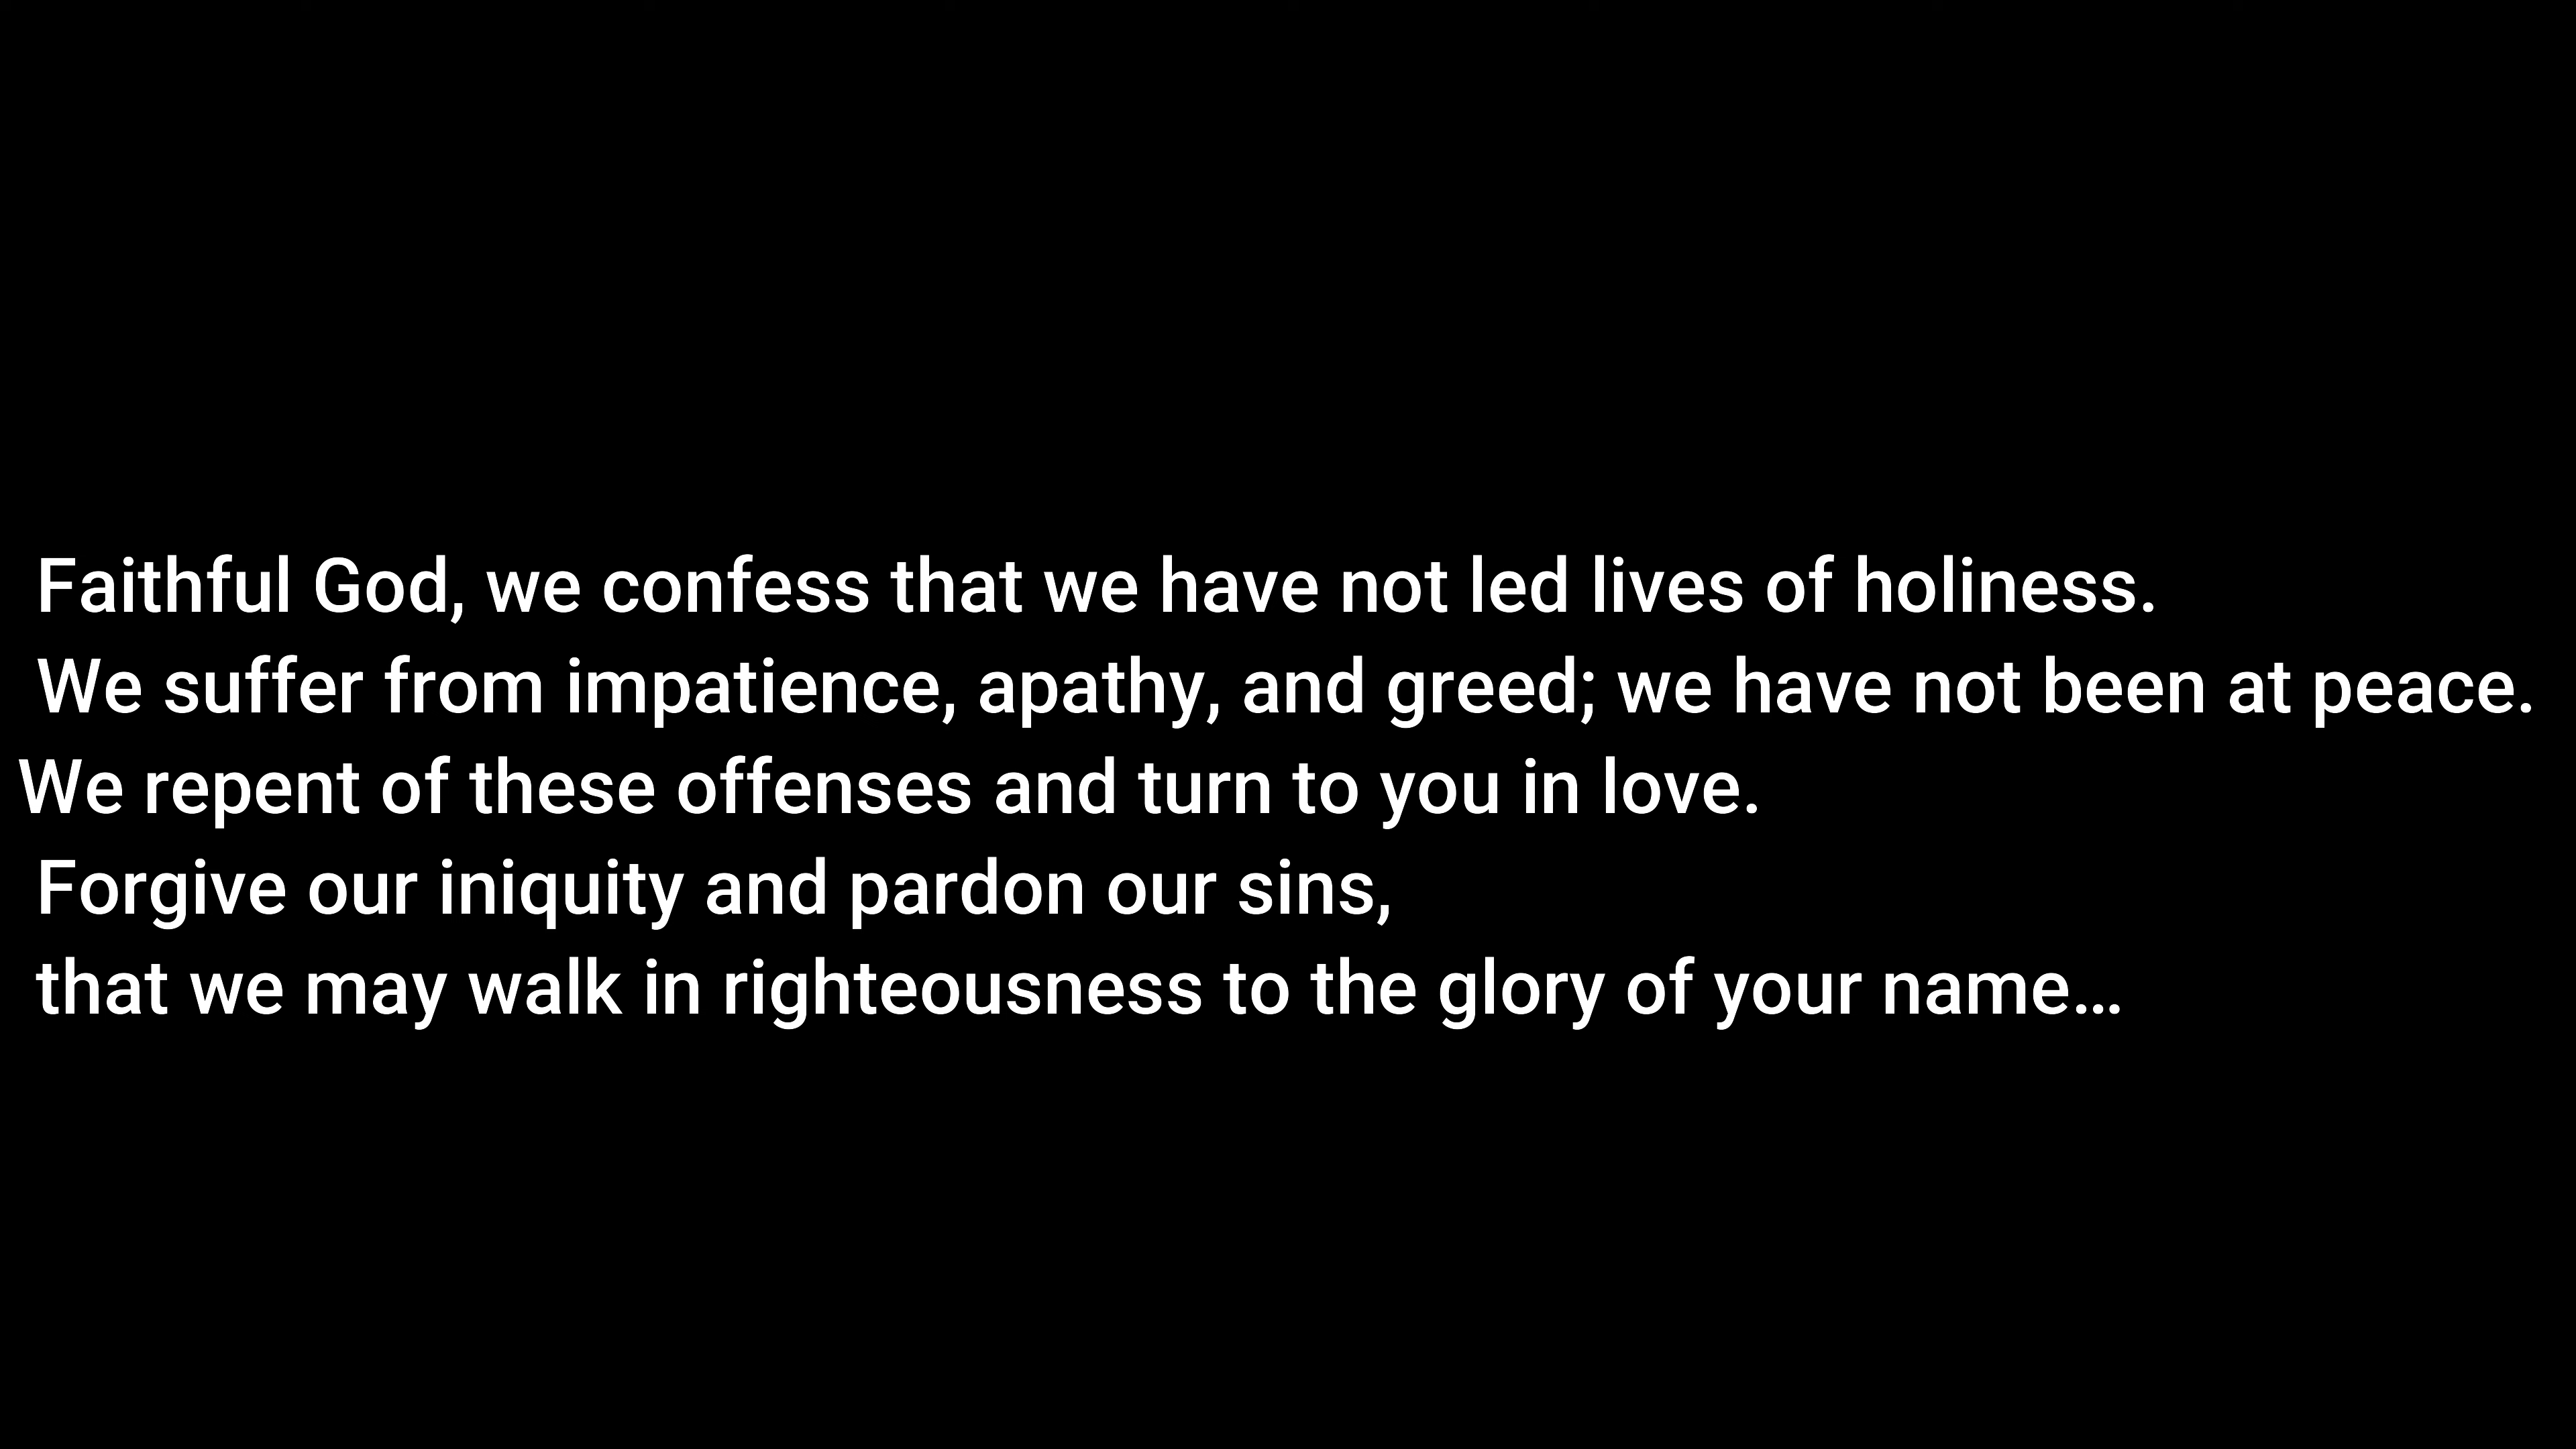 Faithful God, we confess that we have not led lives of holiness.
We suffer from impatience, apathy, and greed; we have not been at peace.
We repent of these offenses and turn to you in love.
Forgive our iniquity and pardon our sins,
that we may walk in righteousness to the glory of your name…